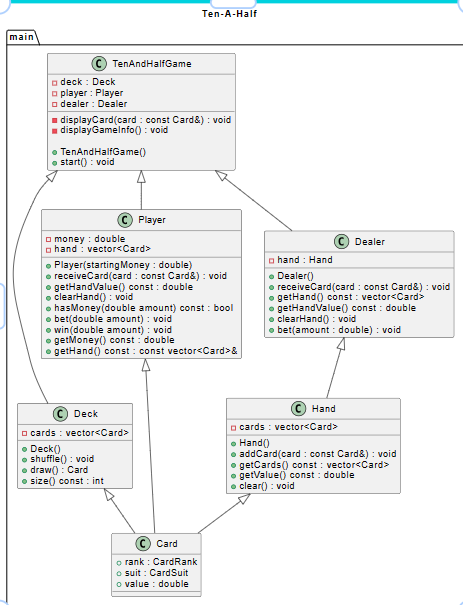 Ten-A-Half
main
C TenAndHalfGame
deck : Deck
player : Player
dealer : Dealer
displayCard(card : const Card&) : void
displayGameInfo() : void
TenAndHalfGame()
start() : void
C Player
money : double
hand : vector<Card>
Player(startingMoney : double)
receiveCard(card : const Card&) : void
getHandValue() const : double
clearHand() : void
hasMoney(double amount) const : bool
bet(double amount) : void
win(double amount) : void
getMoney() const : double
getHand() const : const vector<Card>&
C Dealer
hand : Hand
Dealer()
receiveCard(card : const Card&) : void
getHand() const : vector<Card>
getHandValue() const : double
clearHand() : void
bet(amount : double) : void
C Deck
cards : vector<Card>
Deck()
shuffle() : void
draw() : Card
size() const : int
C Hand
cards : vector<Card>
Hand()
addCard(card : const Card&) : void
getCards() const : vector<Card>
getValue() const : double
clear() : void
C Card
rank : CardRank
suit : CardSuit
value : double